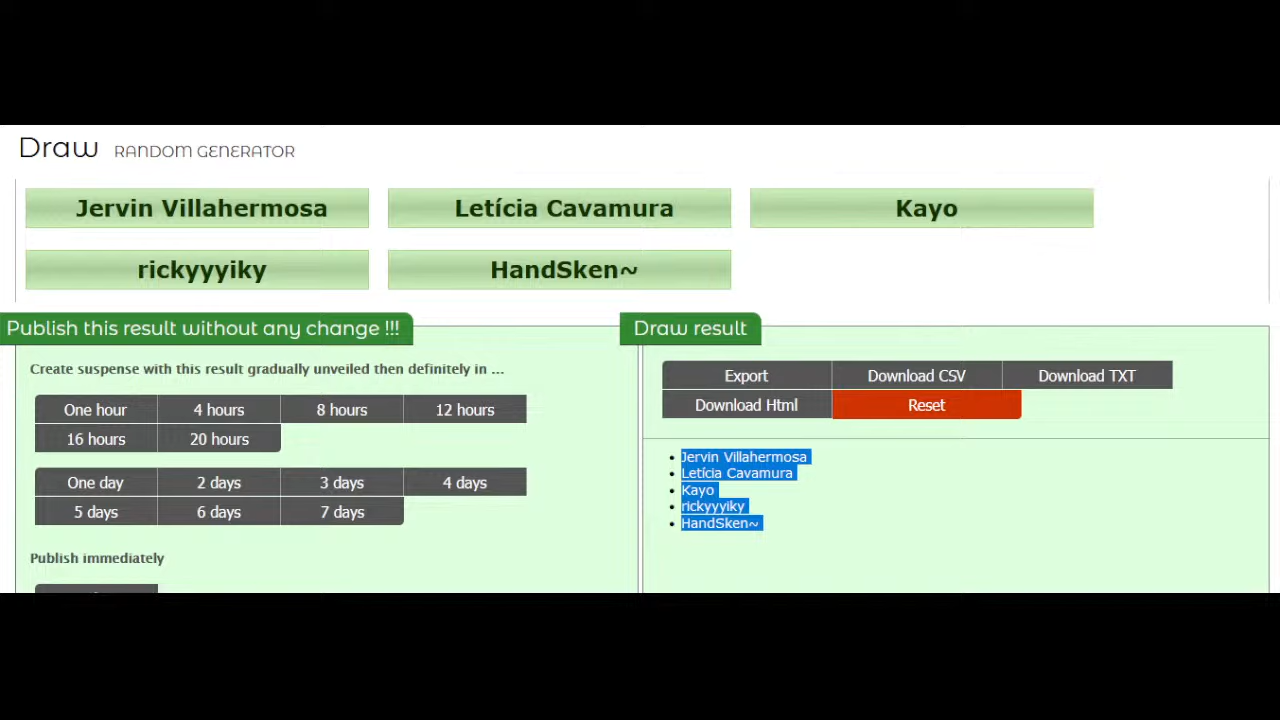 Draw RANDOM GENERATOR
Jervin Villahermosa Letícia Cavamura Kayo
rickyyyiky HandSken~
Publish this result without any change !!!
Create suspense with this result gradually unveiled then definitely in ...
One hour 4 hours 8 hours 12 hours
16 hours 20 hours
One day 2 days 3 days 4 days
5 days 6 days 7 days
Publish immediately
Draw result
Export Download CSV Download TXT
Download Html Reset
Jervin Villahermosa
Letícia Cavamura
Kayo
rickyyyiky
HandSken~